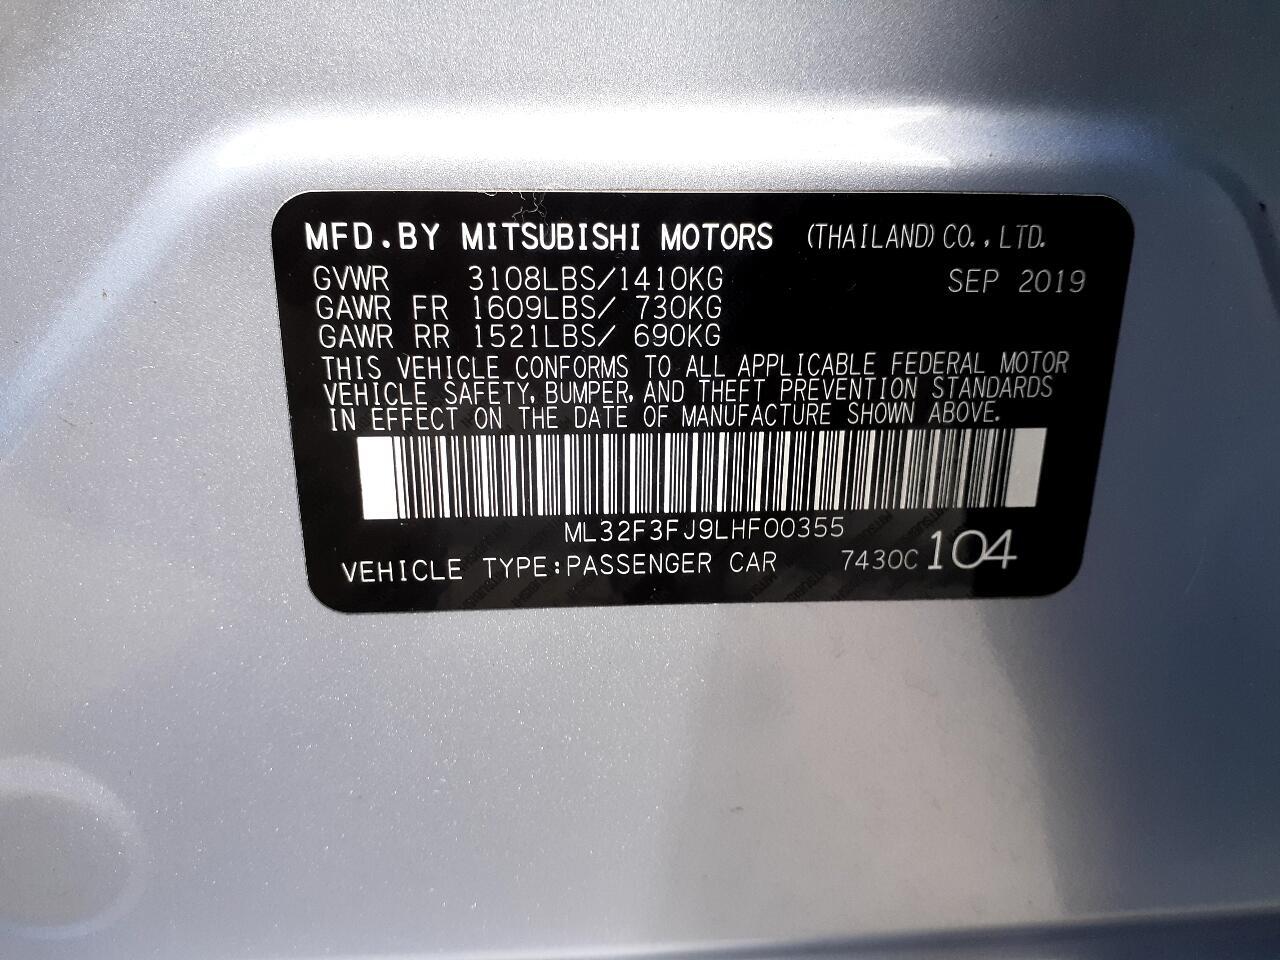 MFD.BY MITSUBISHI MOTORS (THAILAND) CO.,LTD.
GVWR 3108LBS/1410KG SEP 2019
GAWR FR 1609LBS/ 730KG
GAWR RR 1521LBS/ 690KG
THIS VEHICLE CONFORMS TO ALL APPLICABLE FEDERAL MOTOR
VEHICLE SAFETY, BUMPER, AND THEFT PREVENTION STANDARDS
IN EFFECT ON THE DATE OF MANUFACTURE SHOWN ABOVE.
ML32F3FJ9LHF00355
VEHICLE TYPE:PASSENGER CAR 7430C 104